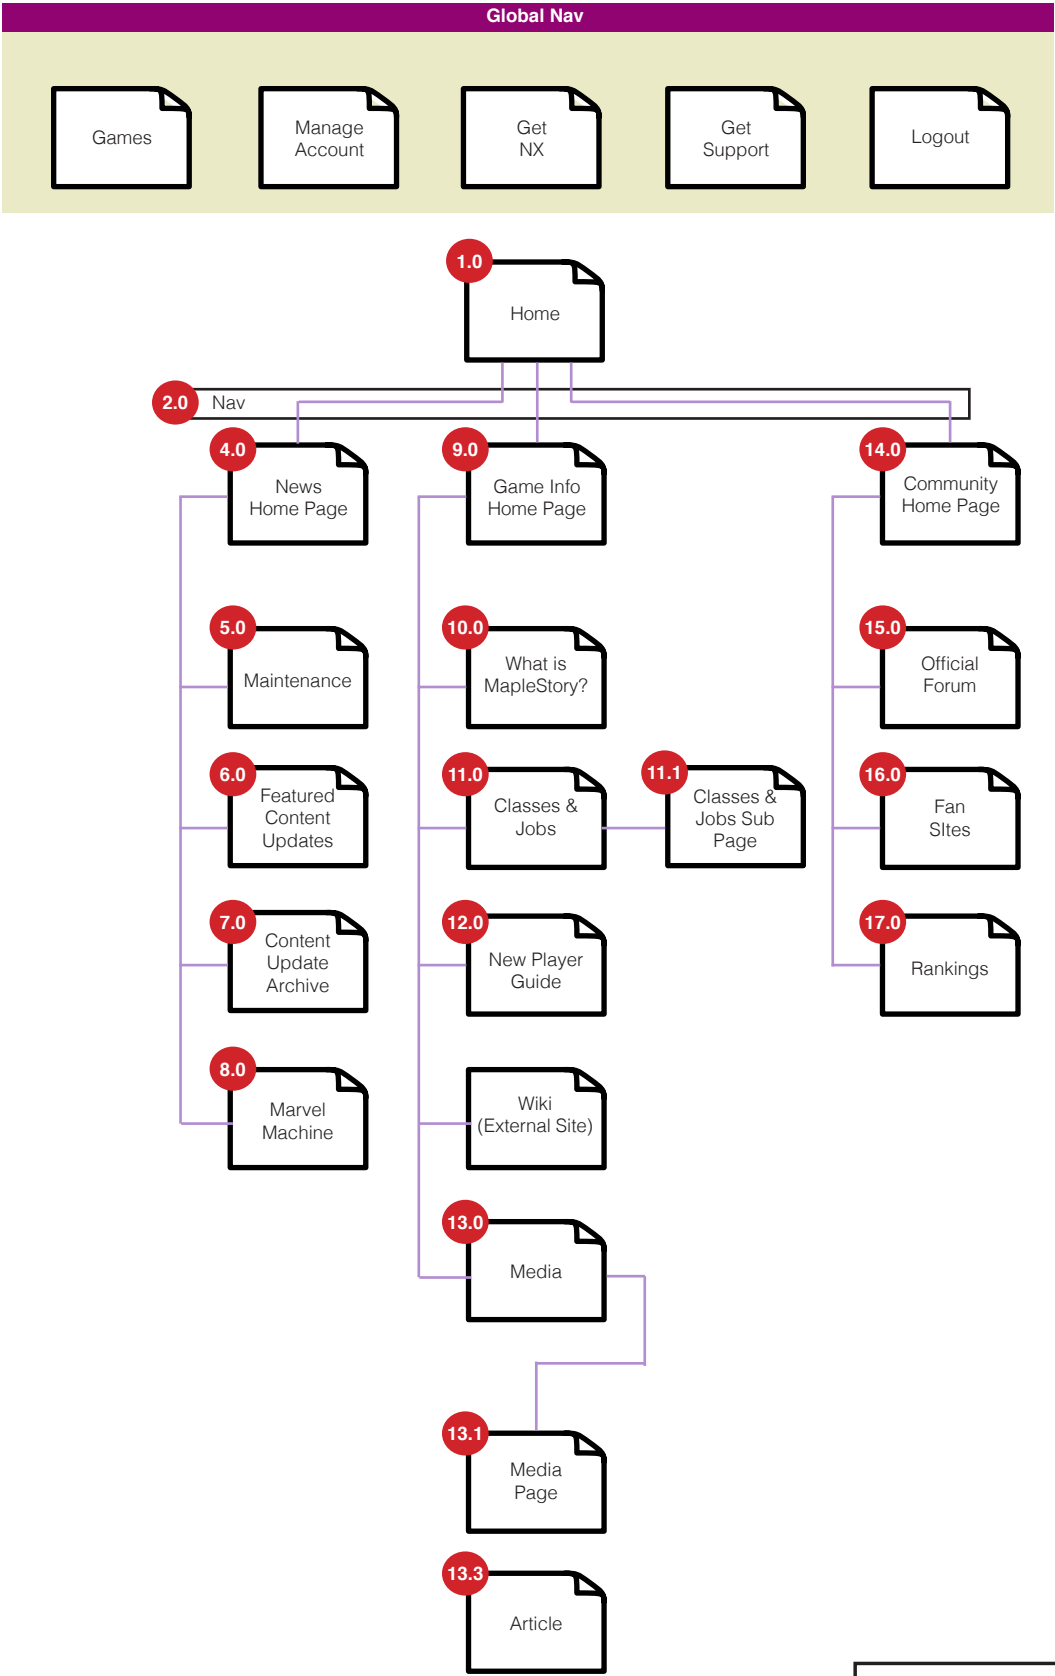 Global Nav
Games
Manage
Account
Get
NX
Get
Support
Logout
1.0
Home
2.0
Nav
4.0
News
Home Page
9.0
Game Info
Home Page
14.0
Community
Home Page
5.0
Maintenance
10.0
What is
MapleStory?
15.0
Official
Forum
6.0
Featured
Content
Updates
11.0
Classes &
Jobs
11.1
Classes &
Jobs Sub
Page
16.0
Fan
SItes
7.0
Content
Update
Archive
12.0
New Player
Guide
17.0
Rankings
8.0
Marvel
Machine
Wiki
(External Site)
13.0
Media
13.1
Media
Page
13.3
Article